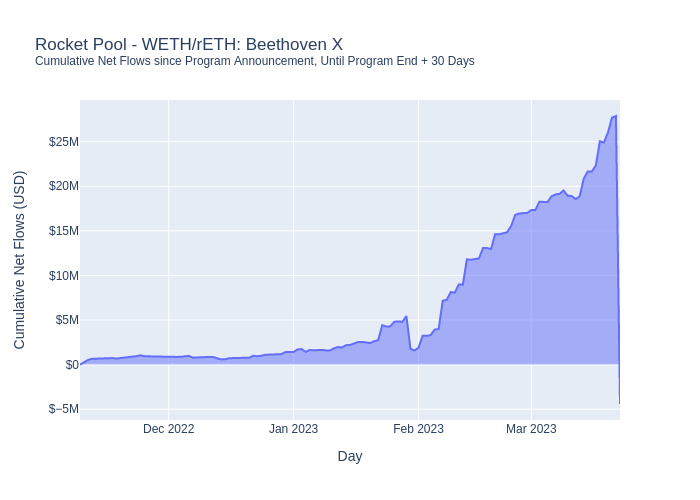 Rocket Pool - WETH/rETH: Beethoven X
Cumulative Net Flows since Program Announcement, Until Program End + 30 Days
Cumulative Net Flows (USD)
$25M
$20M
$15M
$10M
$5M
$0
$−5M
Dec 2022
Jan 2023
Feb 2023
Mar 2023
Day